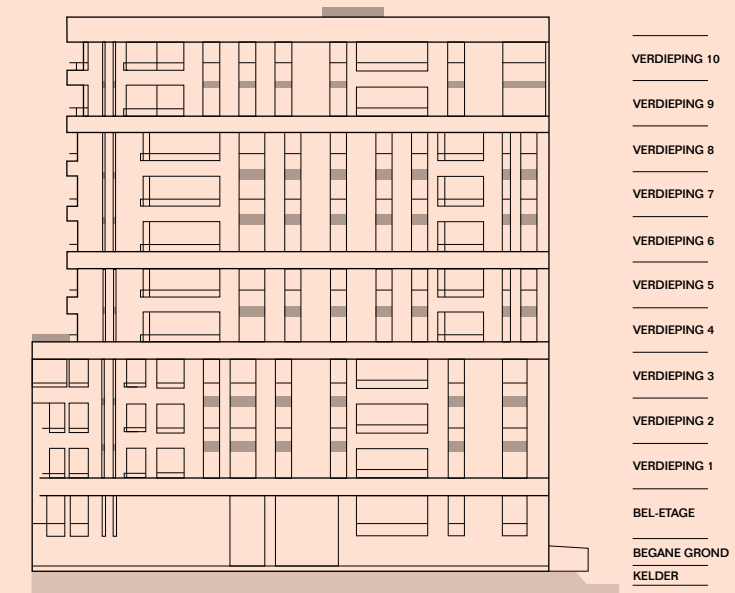 VERDIEPING 10
VERDIEPING 9
VERDIEPING 8
VERDIEPING 7
VERDIEPING 6
VERDIEPING 5
VERDIEPING 4
VERDIEPING 3
VERDIEPING 2
VERDIEPING 1
BEL-ETAGE
BEGANE GROND
KELDER